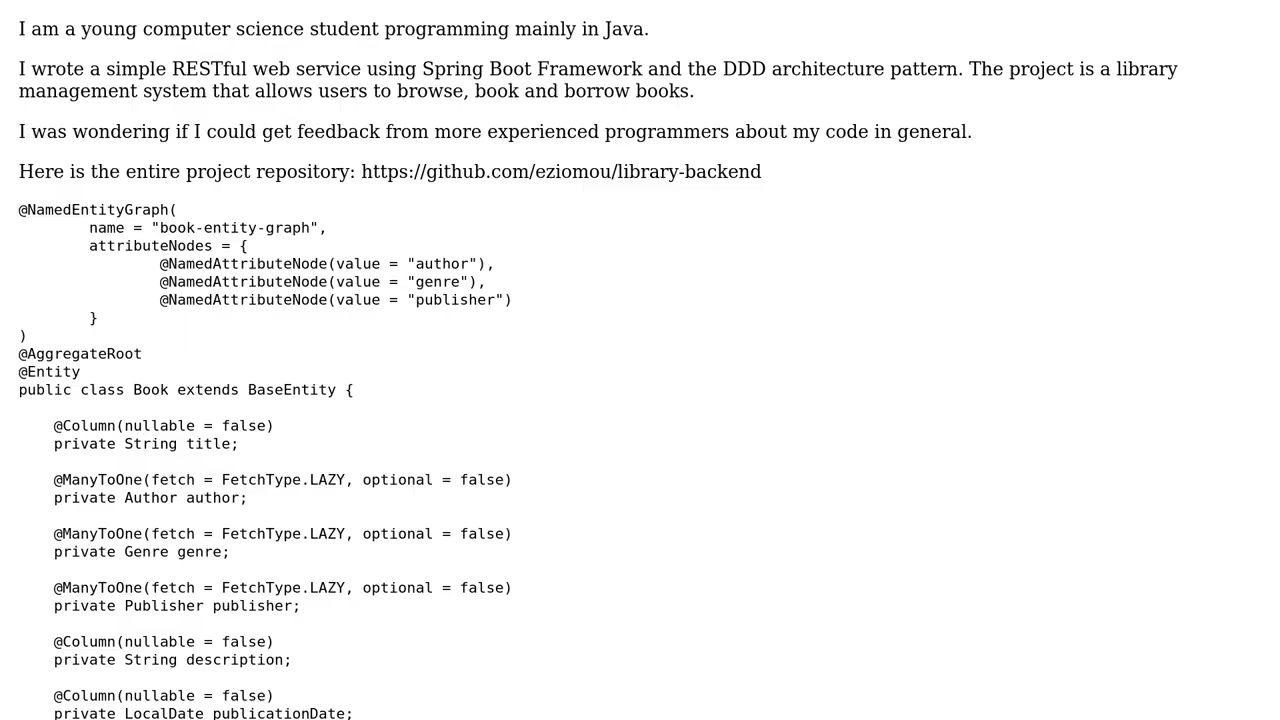 I am a young computer science student programming mainly in Java.
I wrote a simple RESTful web service using Spring Boot Framework and the DDD architecture pattern. The project is a library
management system that allows users to browse, book and borrow books.
I was wondering if I could get feedback from more experienced programmers about my code in general.
Here is the entire project repository: https://github.com/eziomou/library-backend
@NamedEntityGraph(
        name = "book-entity-graph",
        attributeNodes = {
                @NamedAttributeNode(value = "author"),
                @NamedAttributeNode(value = "genre"),
                @NamedAttributeNode(value = "publisher")
        }
)
@AggregateRoot
@Entity
public class Book extends BaseEntity {
    @Column(nullable = false)
    private String title;
    @ManyToOne(fetch = FetchType.LAZY, optional = false)
    private Author author;
    @ManyToOne(fetch = FetchType.LAZY, optional = false)
    private Genre genre;
    @ManyToOne(fetch = FetchType.LAZY, optional = false)
    private Publisher publisher;
    @Column(nullable = false)
    private String description;
    @Column(nullable = false)
    private LocalDate publicationDate;